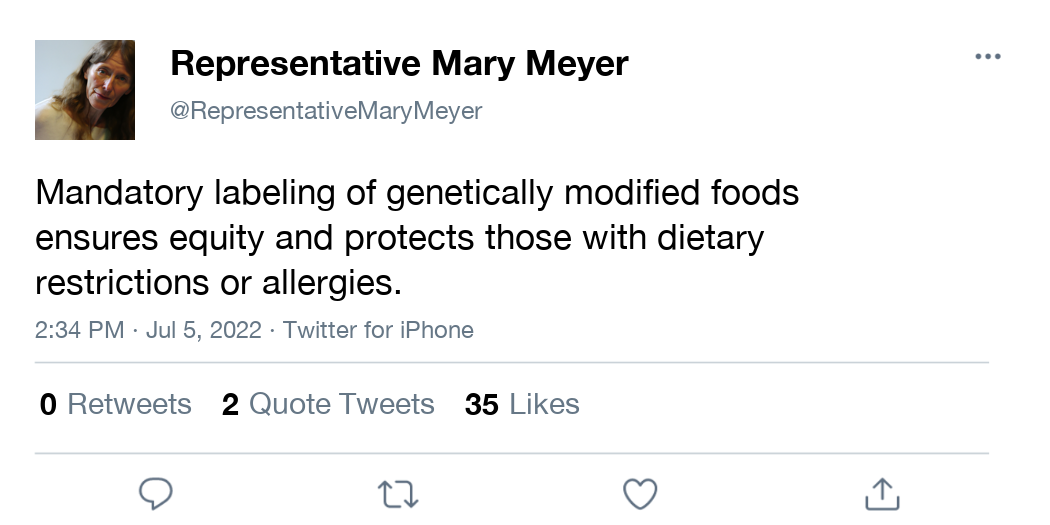 Representative Mary Meyer
@RepresentativeMaryMeyer
Mandatory labeling of genetically modified foods
ensures equity and protects those with dietary
restrictions or allergies.
2:34 PM · Jul 5, 2022 · Twitter for iPhone
0 Retweets 2 Quote Tweets 35 Likes